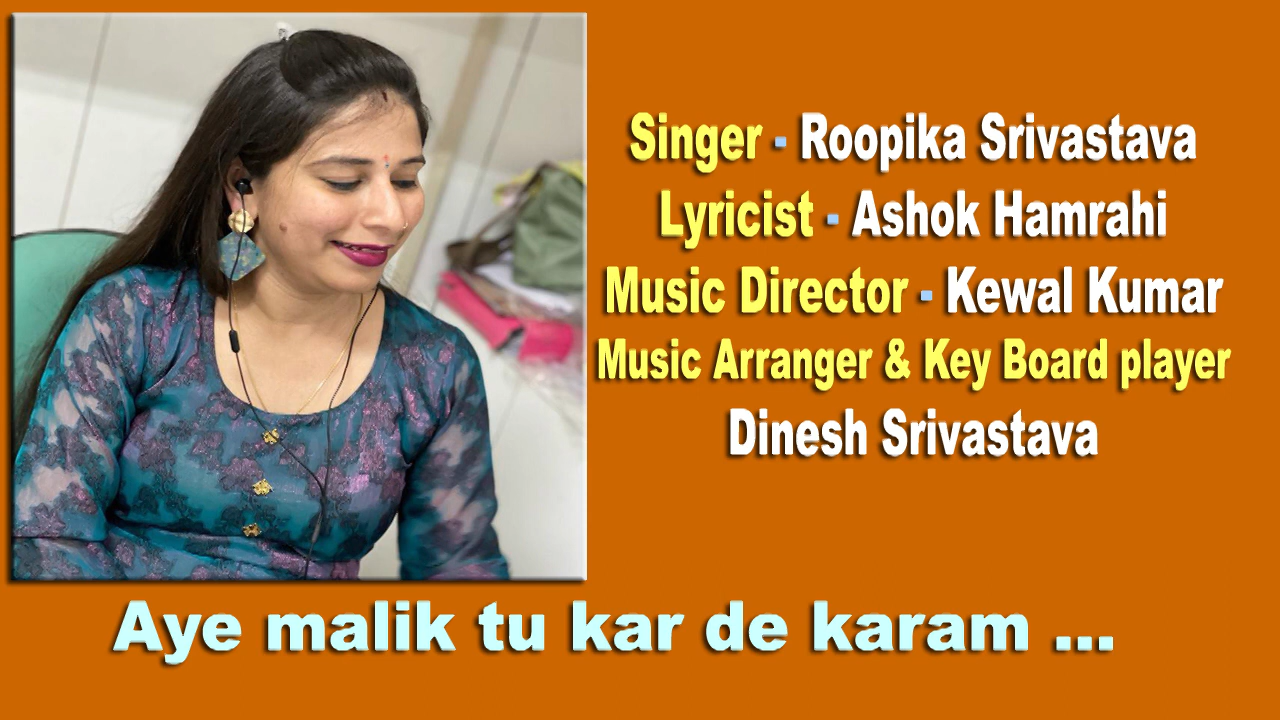 Singer - Roopika Srivastava
Lyricist - Ashok Hamrahi
Music Director - Kewal Kumar
Music Arranger & Key Board player
Dinesh Srivastava
Aye malik tu kar de karam ...